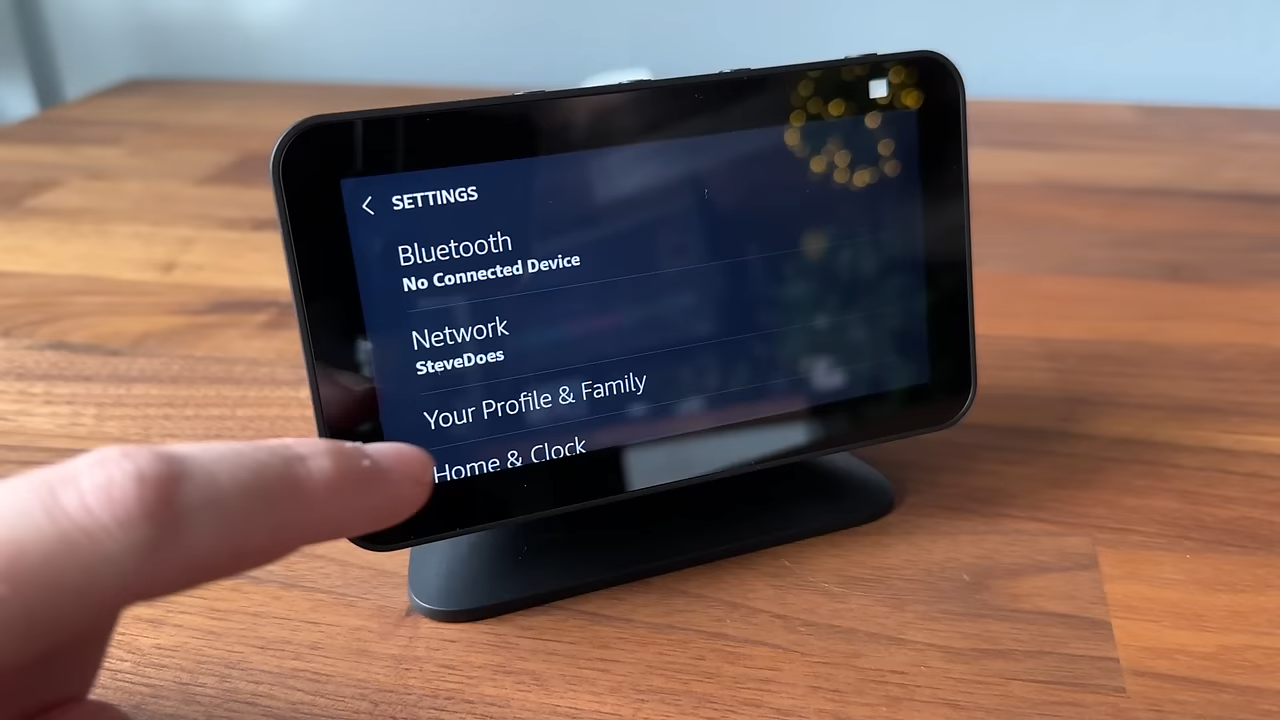 SETTINGS
Bluetooth
No Connected Device
Network
SteveDoes
Your Profile & Family
Home & Clock